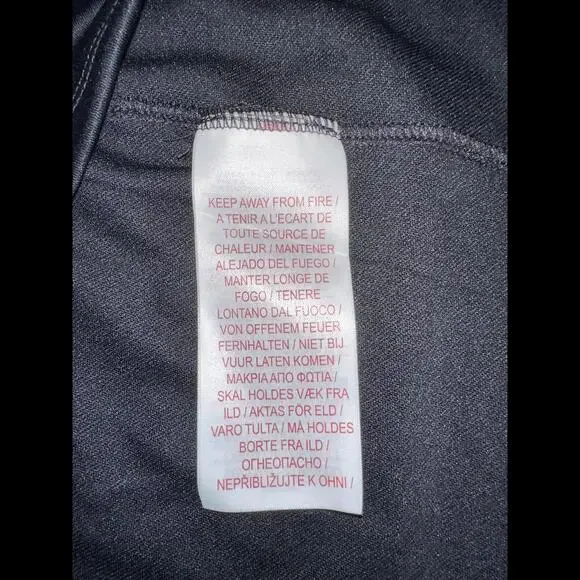 KEEP AWAY FROM FIRE /
A TENIR A L'ECART DE
TOUTE SOURCE DE
CHALEUR / MANTENER
ALEJADO DEL FUEGO /
MANTER LONGE DE
FOGO / TENERE
LONTANO DAL FUOCO /
VON OFFENEM FEUER
FERNHALTEN / NIET BIJ
VUUR LATEN KOMEN /
ΜΑΚΡΙΑ ΑΠΟ ΦΩΤΙΑ /
SKAL HOLDES VÆK FRA
ILD / AKTAS FÖR ELD /
VARO TULTA / MÅ HOLDES
BORTE FRA ILD /
ОГНЕОПАСНО /
NEPŘIBLIŽUJTE K OHNI /